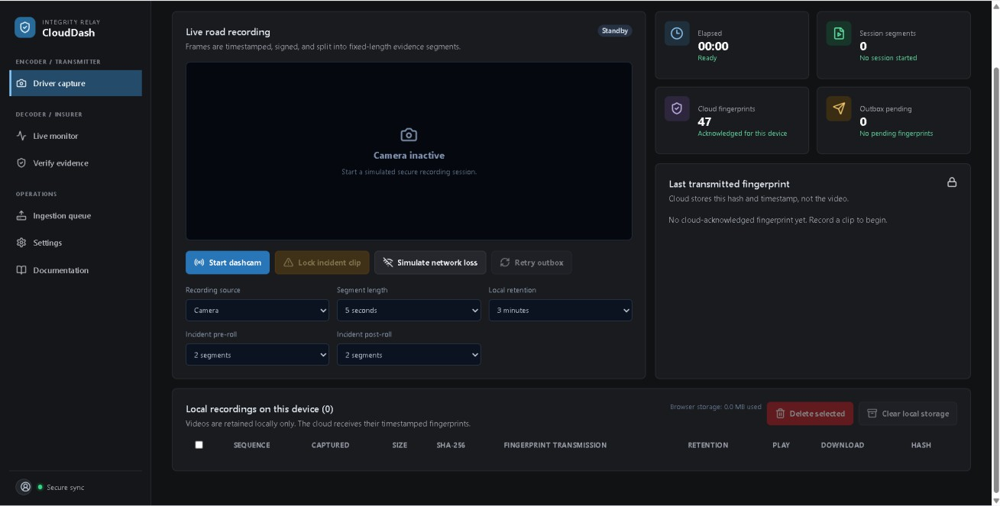 INTEGRITY RELAY
CloudDash
ENCODER / TRANSMITTER
Driver capture
DECODER / INSURER
Live monitor
Verify evidence
OPERATIONS
Ingestion queue
Settings
Documentation
Secure sync
Live road recording
Standby
Frames are timestamped, signed, and split into fixed-length evidence segments.
Camera inactive
Start a simulated secure recording session.
Start dashcam
Lock incident clip
Simulate network loss
Retry outbox
Recording source
Segment length
Local retention
Camera
5 seconds
3 minutes
Incident pre-roll
Incident post-roll
2 segments
2 segments
Elapsed
00:00
Ready
Session segments
0
No session started
Cloud fingerprints
47
Acknowledged for this device
Outbox pending
0
No pending fingerprints
Last transmitted fingerprint
Cloud stores this hash and timestamp, not the video.
No cloud-acknowledged fingerprint yet. Record a clip to begin.
Local recordings on this device (0)
Videos are retained locally only. The cloud receives their timestamped fingerprints.
Browser storage: 0.0 MB used
Delete selected
Clear local storage
SEQUENCE CAPTURED SIZE SHA-256 FINGERPRINT TRANSMISSION RETENTION PLAY DOWNLOAD HASH